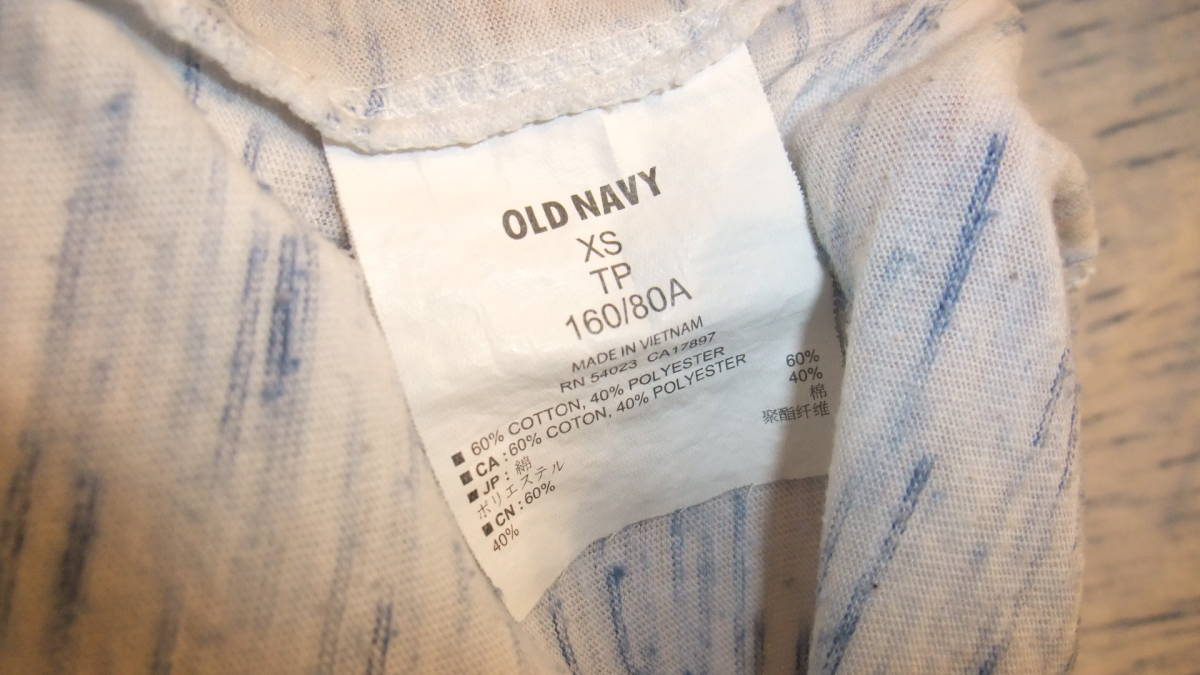 OLD NAVY
XS
TP
160/80A
MADE IN VIETNAM
RN 54023 CA17897
■ 60% COTTON, 40% POLYESTER
■ CA : 60% COTON, 40% POLYESTER
■ JP : 綿 60%
ポリエステル 40%
■ CN : 60% 棉
40% 聚酯纤维